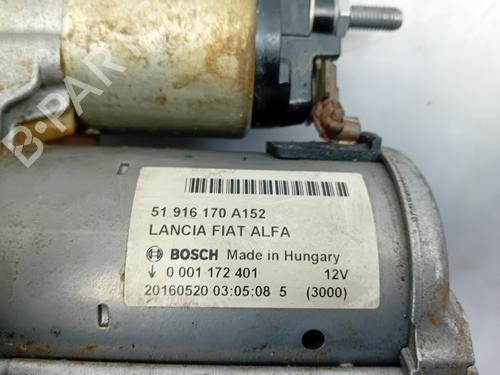 B-PARTS
51 916 170 A152
LANCIA FIAT ALFA
BOSCH Made in Hungary
↓ 0 001 172 401 12V
20160520 03:05:08 5 (3000)